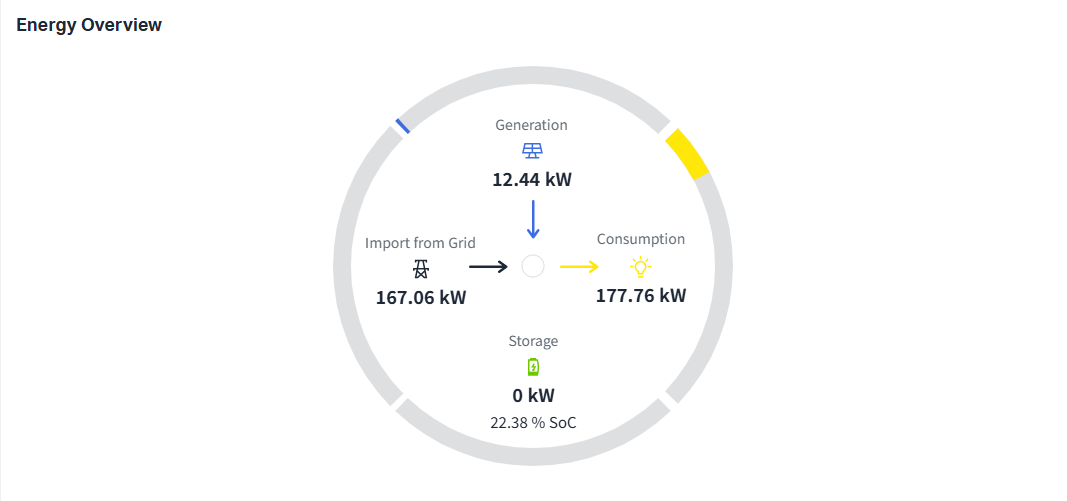 Energy Overview
Generation
12.44 kW
Import from Grid
167.06 kW
Consumption
177.76 kW
Storage
0 kW
22.38 % SoC